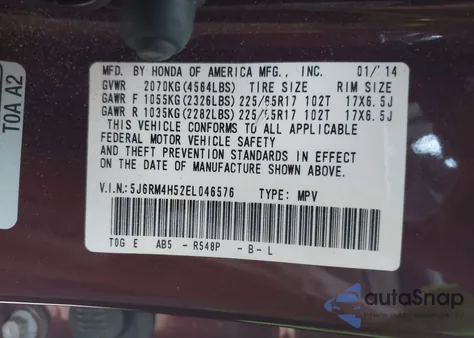 TOA A2
MFD. BY HONDA OF AMERICA MFG., INC. 01/'14
GVWR 2070KG(4564LBS) TIRE SIZE RIM SIZE
GAWR F 1055KG(2326LBS) 225/65R17 102T 17X6.5J
GAWR R 1035KG(2282LBS) 225/65R17 102T 17X6.5J
THIS VEHICLE CONFORMS TO ALL APPLICABLE
FEDERAL MOTOR VEHICLE SAFETY
AND THEFT PREVENTION STANDARDS IN EFFECT
ON THE DATE OF MANUFACTURE SHOWN ABOVE.
V.I.N.: 5J6RM4H52EL046576 TYPE: MPV
TOG E AB5 - R548P - B - L
autoSnap